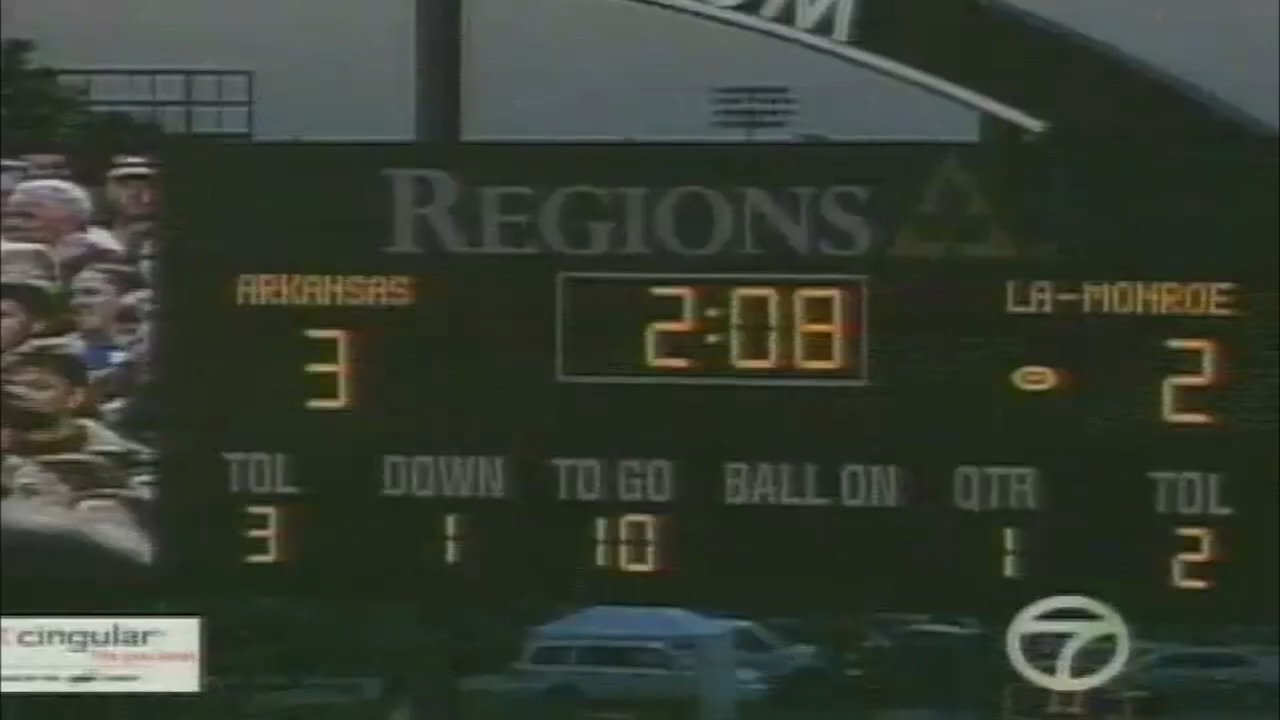 REGIONS
ARKANSAS 2:08 LA-MONROE
3 2
TOL DOWN TO GO BALL ON QTR TOL
3 1 10 1 2
cingular
7